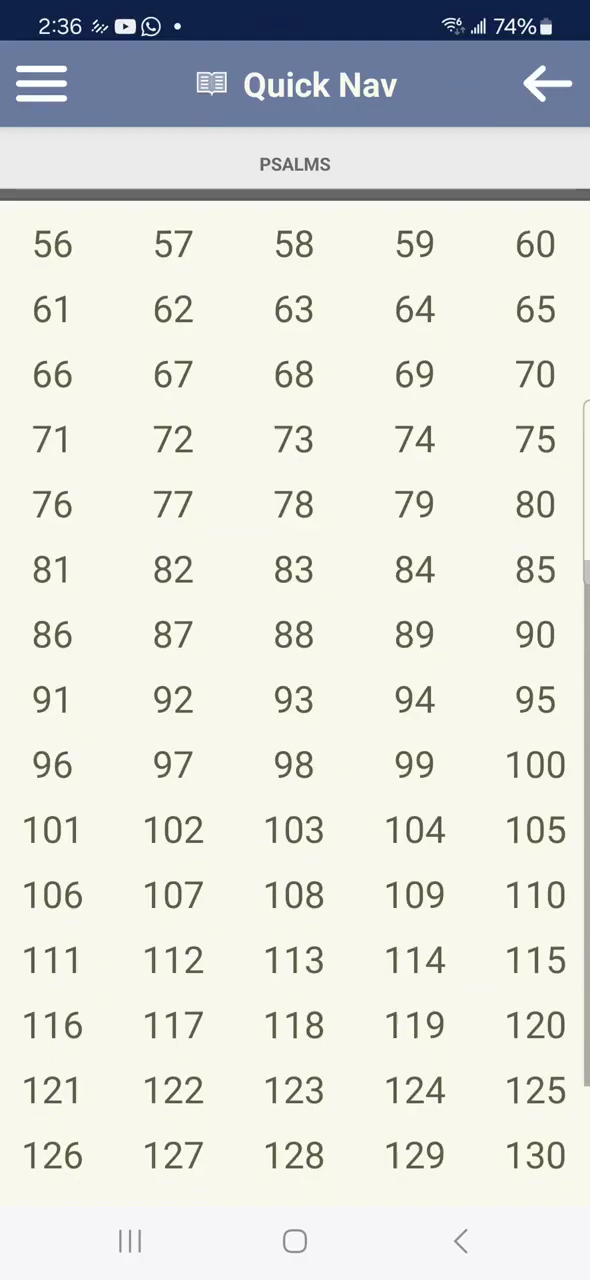 2:36 74%
Quick Nav
PSALMS
56 57 58 59 60
61 62 63 64 65
66 67 68 69 70
71 72 73 74 75
76 77 78 79 80
81 82 83 84 85
86 87 88 89 90
91 92 93 94 95
96 97 98 99 100
101 102 103 104 105
106 107 108 109 110
111 112 113 114 115
116 117 118 119 120
121 122 123 124 125
126 127 128 129 130